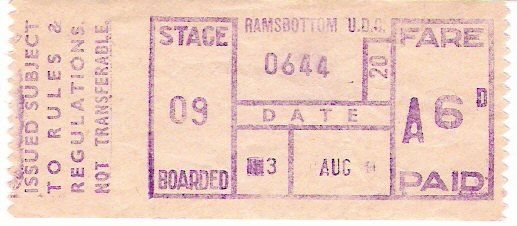 ISSUED SUBJECT
TO RULES &
REGULATIONS
NOT TRANSFERABLE.
RAMSBOTTOM U.D.C.
STAGE
09
BOARDED
0644
20
DATE
3 AUG
FARE
A 6D
PAID